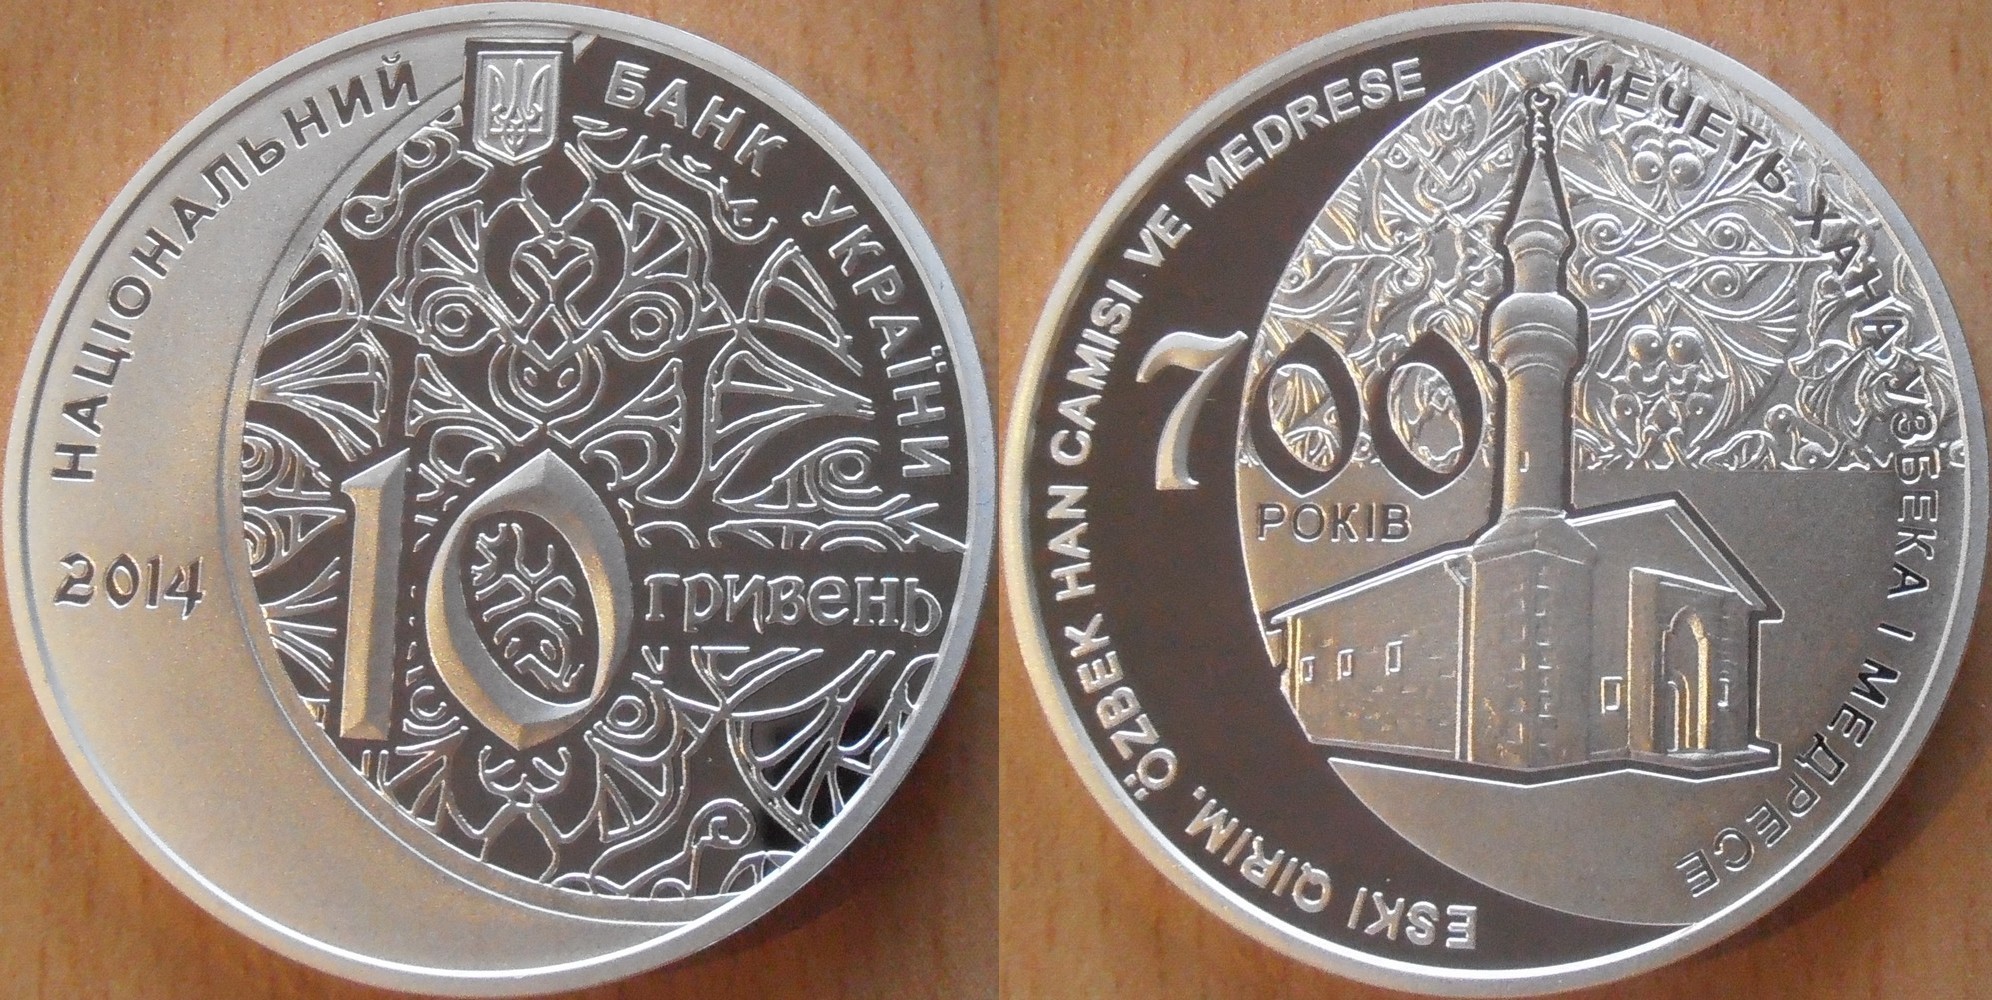 НАЦІОНАЛЬНИЙ БАНК УКРАЇНИ
2014
10
гривень
ESKI QIRIM. ÖZBEK HAN CAMISI VE MEDRESE
МЕЧЕТЬ ХАНА УЗБЕКА І МЕДРЕСЕ
700
РОКІВ